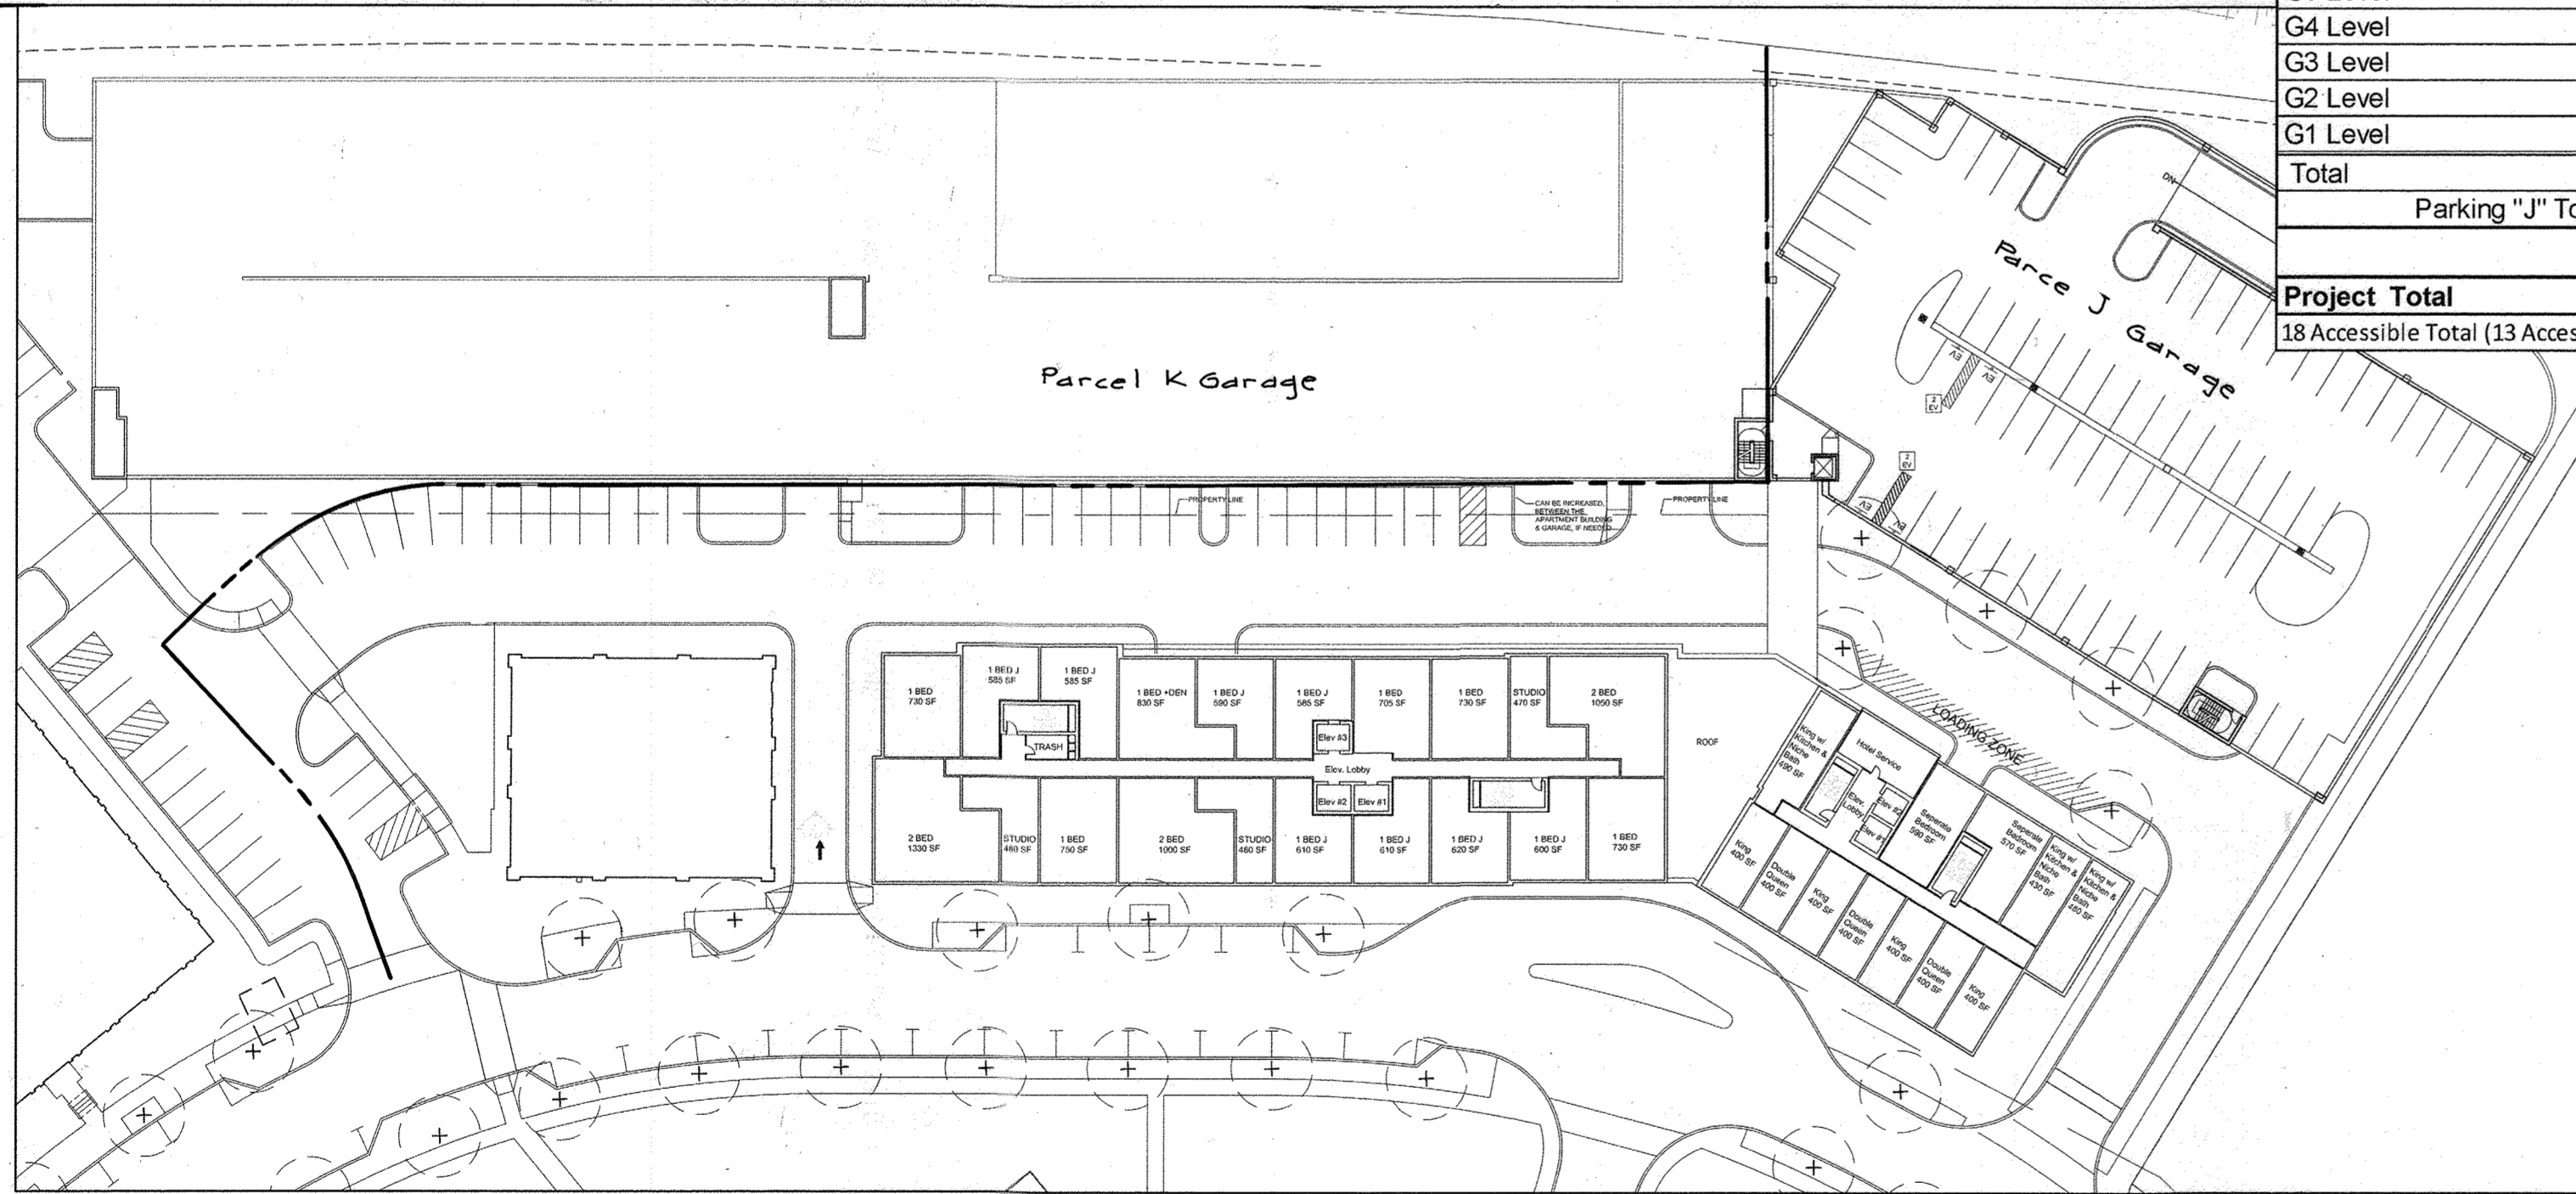 G4 Level
G3 Level
G2 Level
G1 Level
Total
Parking "J" To
Project Total
18 Accessible Total (13 Acces
DN
Parce J Garage
EV
EV
2
EV
2
EV
EV
EV
Parcel K Garage
PROPERTY LINE
CAN BE INCREASED,
BETWEEN THE
APARTMENT BUILDING
& GARAGE, IF NEEDED
PROPERTY LINE
1 BED
730 SF
1 BED J
585 SF
1 BED J
585 SF
1 BED +DEN
830 SF
1 BED J
590 SF
1 BED J
585 SF
1 BED
705 SF
1 BED
730 SF
STUDIO
470 SF
2 BED
1050 SF
TRASH
Elev #3
Elev. Lobby
Elev #2
Elev #1
ROOF
2 BED
1330 SF
STUDIO
480 SF
1 BED
750 SF
2 BED
1000 SF
STUDIO
480 SF
1 BED J
610 SF
1 BED J
610 SF
1 BED J
620 SF
1 BED J
600 SF
1 BED
730 SF
LOADING ZONE
King w/
Kitchen &
Niche
Bath
490 SF
Hotel Service
Elev.
Lobby
Elev #2
Elev #1
Seperate
Bedroom
590 SF
Seperate
Bedroom
570 SF
King w/
Kitchen &
Niche
Bath
430 SF
King w/
Kitchen &
Niche
Bath
480 SF
King
400 SF
Double
Queen
400 SF
King
400 SF
Double
Queen
400 SF
King
400 SF
Double
Queen
400 SF
King
400 SF